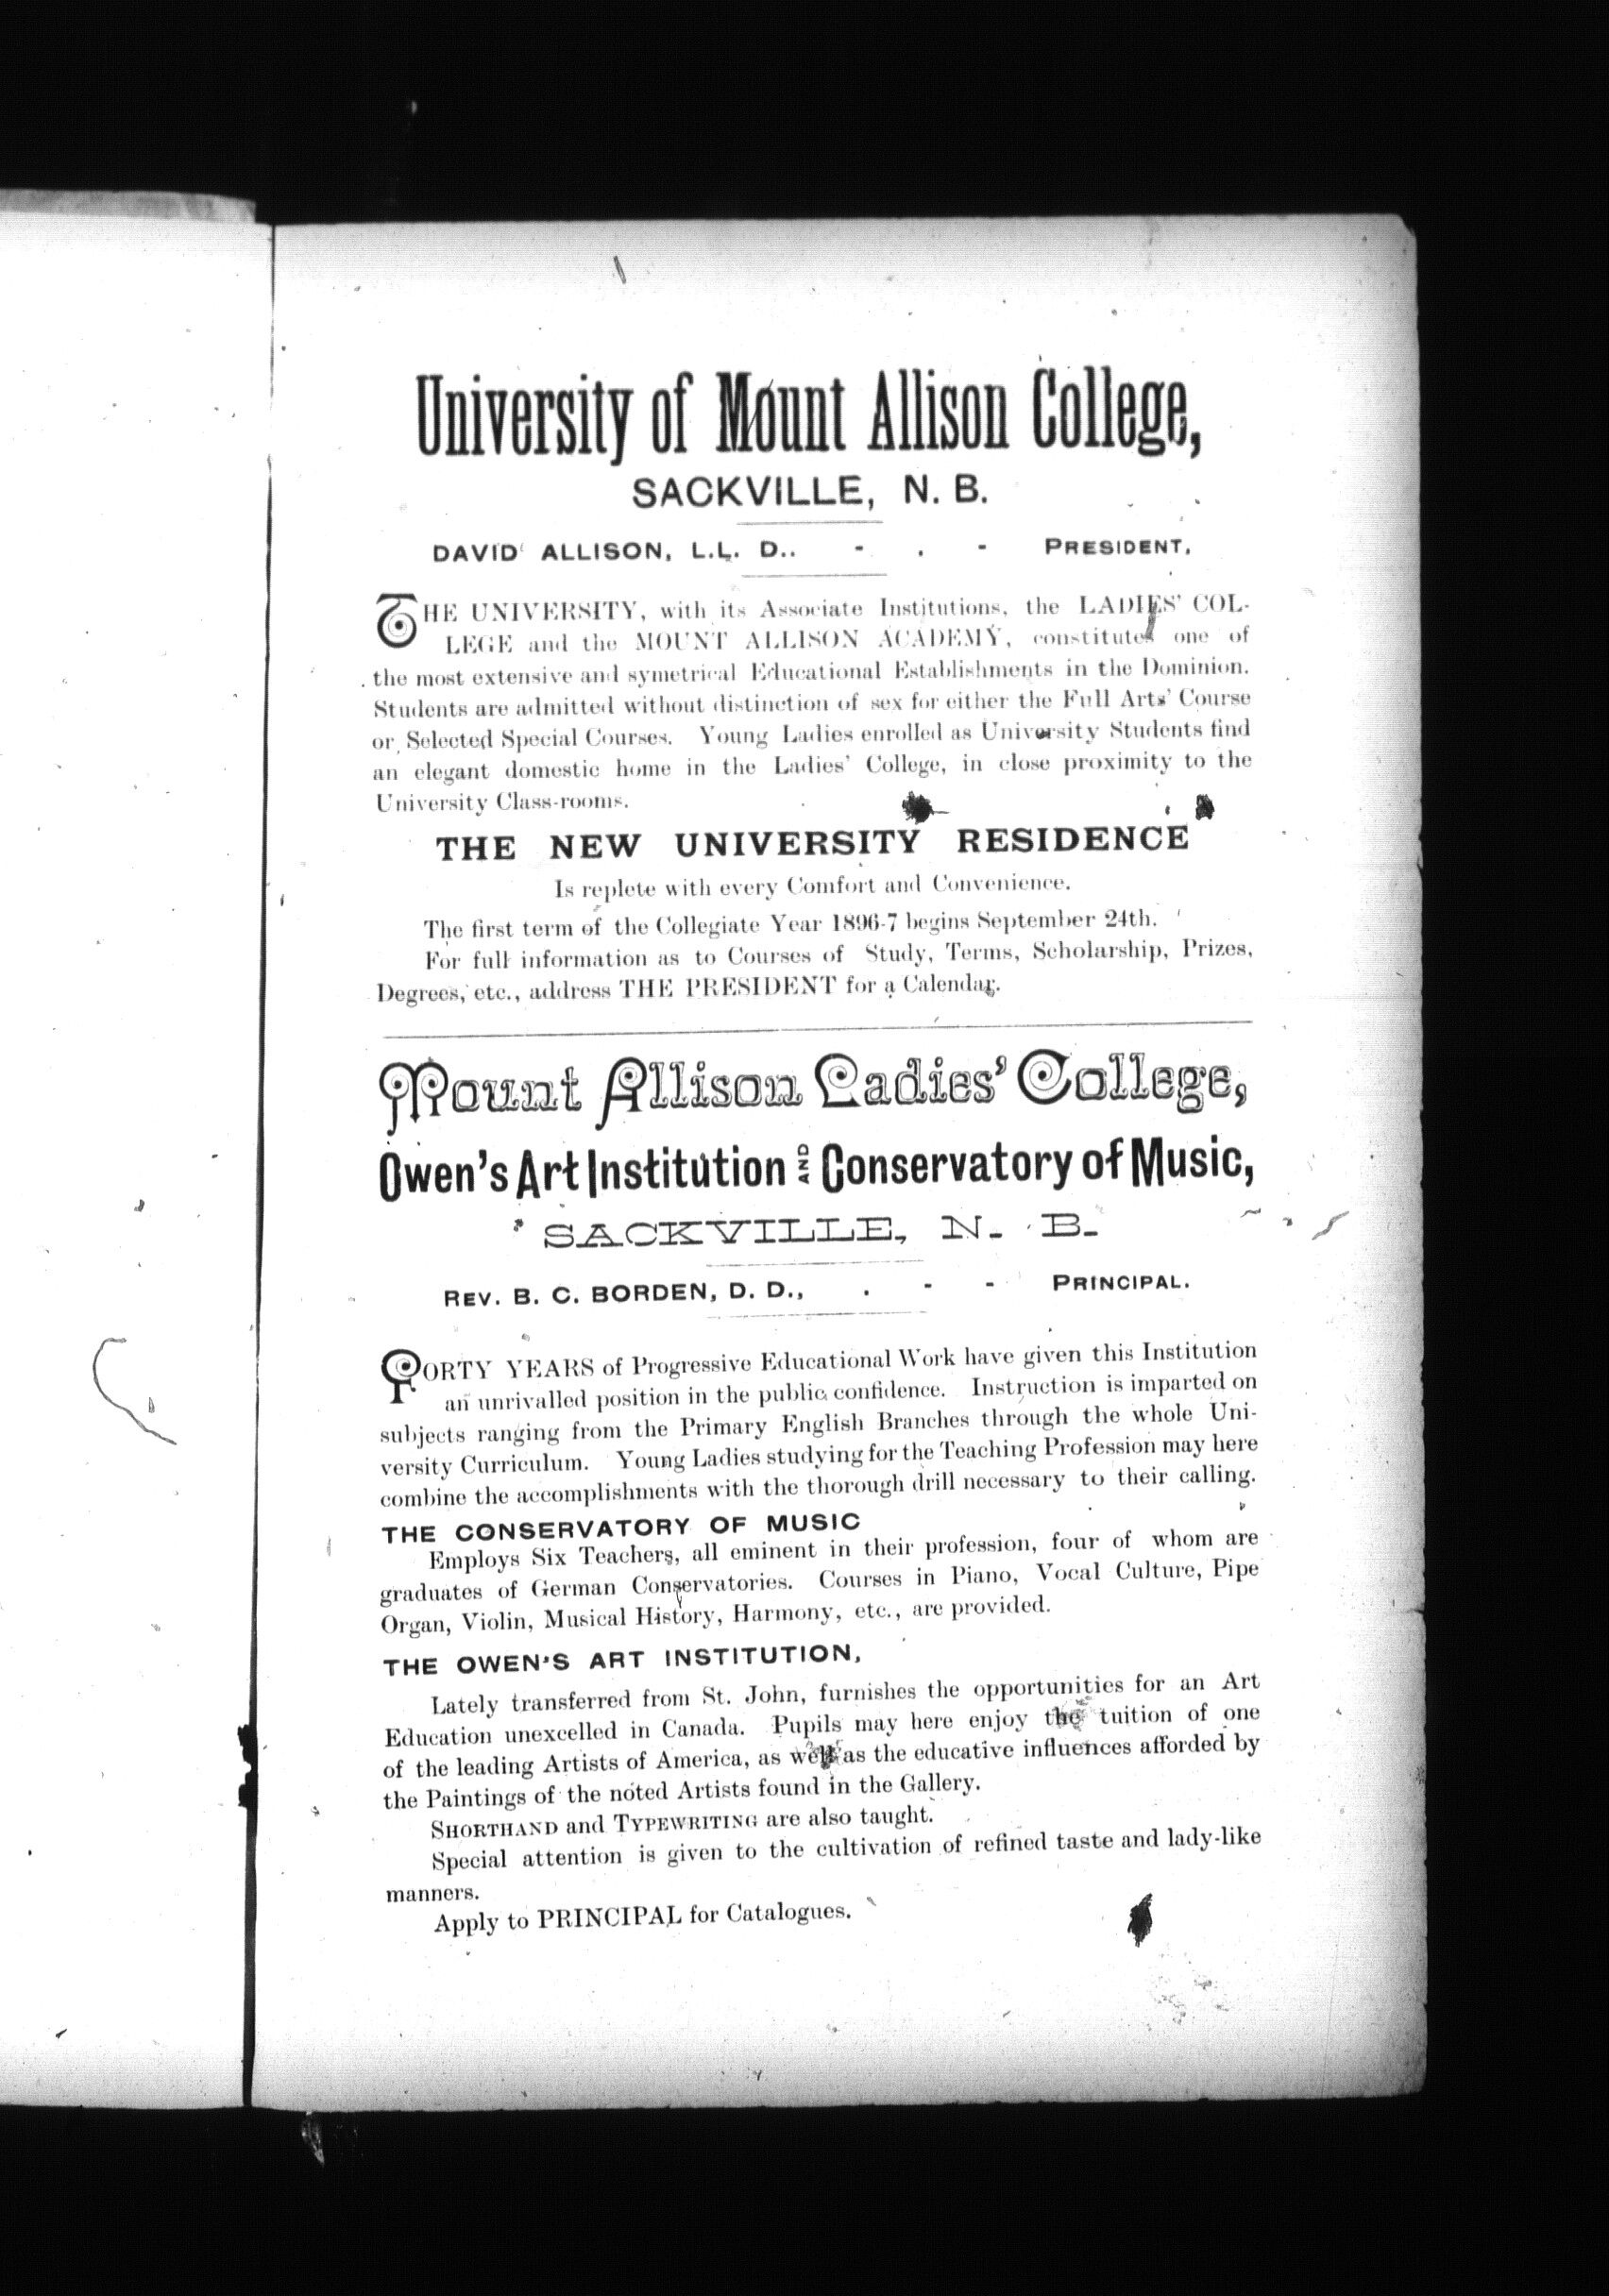 University of Mount Allison College,
SACKVILLE, N. B.
DAVID ALLISON, L.L. D.. - . - PRESIDENT.
THE UNIVERSITY, with its Associate Institutions, the LADIES' COL-
LEGE and the MOUNT ALLISON ACADEMY, constitutes one of
the most extensive and symetrical Educational Establishments in the Dominion.
Students are admitted without distinction of sex for either the Full Arts' Course
or Selected Special Courses. Young Ladies enrolled as University Students find
an elegant domestic home in the Ladies' College, in close proximity to the
University Class-rooms.
THE NEW UNIVERSITY RESIDENCE
Is replete with every Comfort and Convenience.
The first term of the Collegiate Year 1896-7 begins September 24th.
For full information as to Courses of Study, Terms, Scholarship, Prizes,
Degrees, etc., address THE PRESIDENT for a Calendar.
Mount Allison Ladies' College,
Owen's Art Institution AND Conservatory of Music,
SACKVILLE, N. B.
REV. B. C. BORDEN, D. D., . - - PRINCIPAL.
FORTY YEARS of Progressive Educational Work have given this Institution
an unrivalled position in the public confidence. Instruction is imparted on
subjects ranging from the Primary English Branches through the whole Uni-
versity Curriculum. Young Ladies studying for the Teaching Profession may here
combine the accomplishments with the thorough drill necessary to their calling.
THE CONSERVATORY OF MUSIC
Employs Six Teachers, all eminent in their profession, four of whom are
graduates of German Conservatories. Courses in Piano, Vocal Culture, Pipe
Organ, Violin, Musical History, Harmony, etc., are provided.
THE OWEN'S ART INSTITUTION,
Lately transferred from St. John, furnishes the opportunities for an Art
Education unexcelled in Canada. Pupils may here enjoy the tuition of one
of the leading Artists of America, as well as the educative influences afforded by
the Paintings of the noted Artists found in the Gallery.
SHORTHAND and TYPEWRITING are also taught.
Special attention is given to the cultivation of refined taste and lady-like
manners.
Apply to PRINCIPAL for Catalogues.